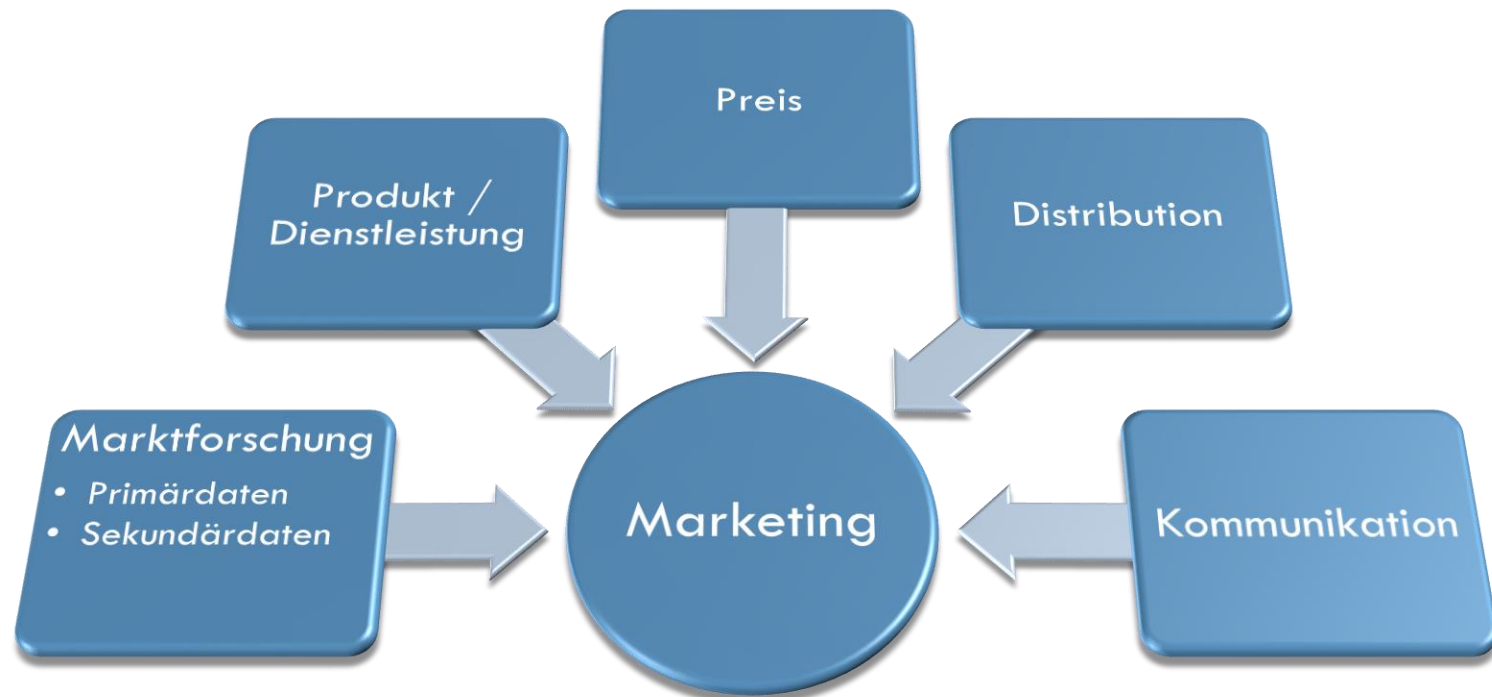 Preis
Produkt /
Dienstleistung
Distribution
Marktforschung
• Primärdaten
• Sekundärdaten
Marketing
Kommunikation